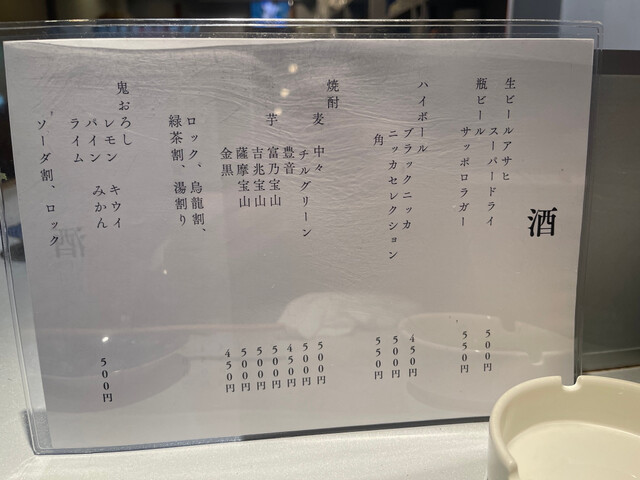 酒
生ビール アサヒ
スーパードライ 500円
瓶ビール
サッポロラガー 550円
ハイボール
ブラックニッカ 450円
ニッカセレクション 500円
角 550円
焼酎 麦 中々 500円
チルグリーン 500円
豊音 450円
芋 富乃宝山 500円
吉兆宝山 500円
薩摩宝山 500円
金黒 450円
ロック、烏龍割、
緑茶割、湯割り
鬼おろし
レモン キウイ
パイン みかん 500円
ライム
、ソーダ割、ロック